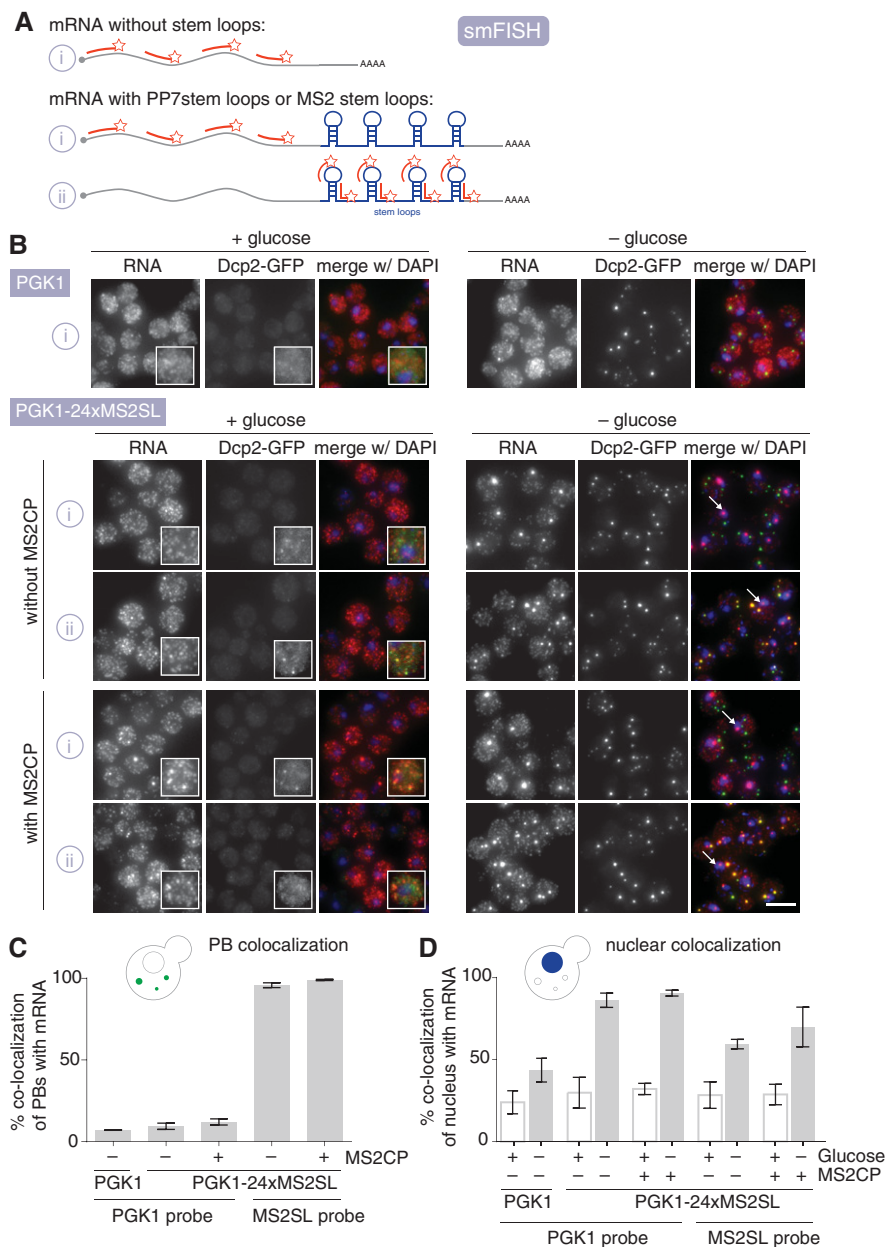 A
mRNA without stem loops:
smFISH
i
AAAA
mRNA with PP7stem loops or MS2 stem loops:
i
AAAA
ii
AAAA
stem loops
B
+ glucose
– glucose
RNA Dcp2-GFP merge w/ DAPI
RNA Dcp2-GFP merge w/ DAPI
PGK1
i
PGK1-24xMS2SL
+ glucose
– glucose
RNA Dcp2-GFP merge w/ DAPI
RNA Dcp2-GFP merge w/ DAPI
without MS2CP
i
ii
with MS2CP
i
ii
C
PB colocalization
% co-localization
of PBs with mRNA
100
50
0
– – + – + MS2CP
PGK1 PGK1-24xMS2SL
PGK1 probe MS2SL probe
D
nuclear colocalization
% co-localization
of nucleus with mRNA
100
50
0
+ – + – + – + – + – Glucose
– – – – + + – – + + MS2CP
PGK1 PGK1-24xMS2SL
PGK1 probe MS2SL probe